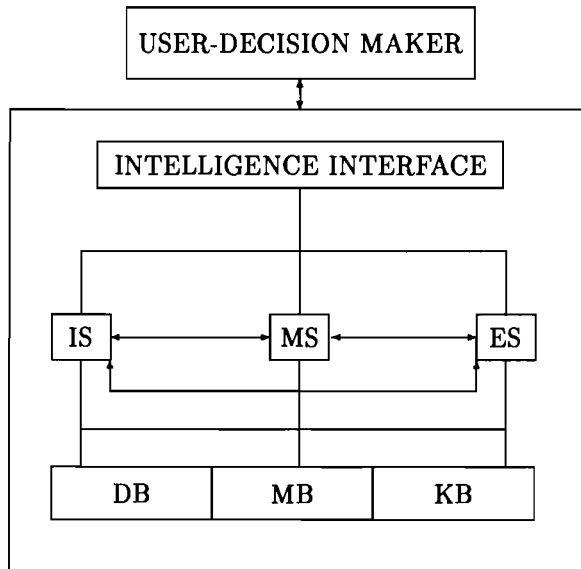 USER-DECISION MAKER
INTELLIGENCE INTERFACE
IS
MS
ES
DB
MB
KB